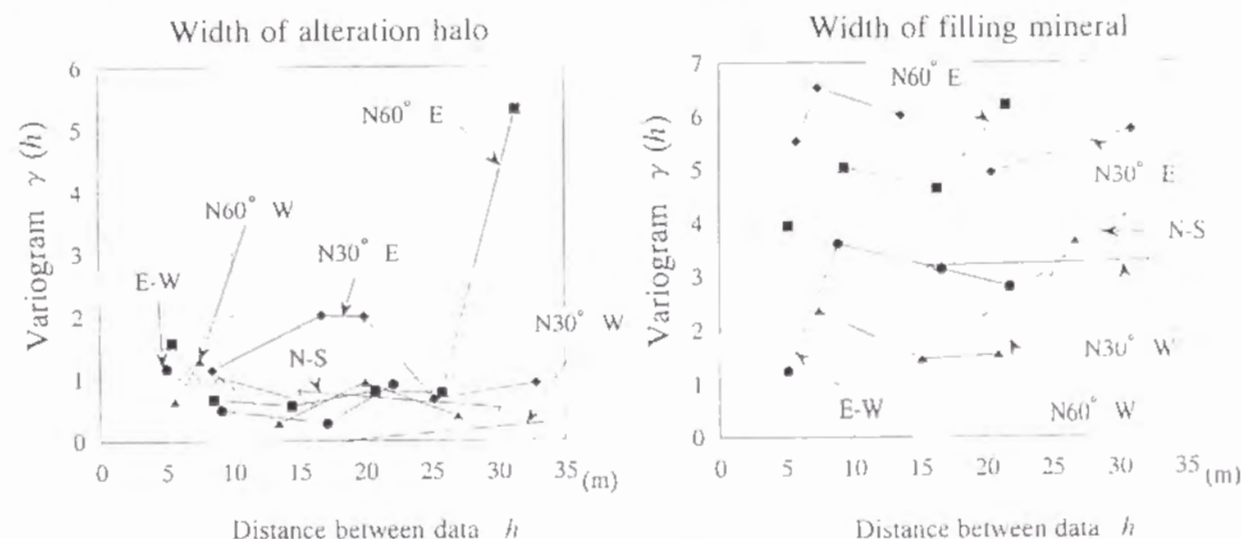 Width of alteration halo
Variogram γ (h)
6
5
4
3
2
1
0
0 5 10 15 20 25 30 35 (m)
N60° E
N60° W
N30° E
E-W
N-S
N30° W
Distance between data h
Width of filling mineral
Variogram γ (h)
7
6
5
4
3
2
1
0
0 5 10 15 20 25 30 35 (m)
N60° E
N30° E
N-S
N30° W
E-W
N60° W
Distance between data h